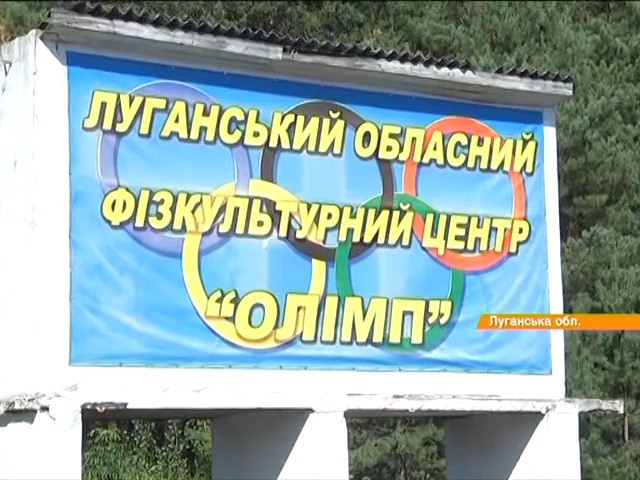 ЛУГАНСЬКИЙ ОБЛАСНИЙ
ФІЗКУЛЬТУРНИЙ ЦЕНТР
“ОЛІМП”
Луганська обл.